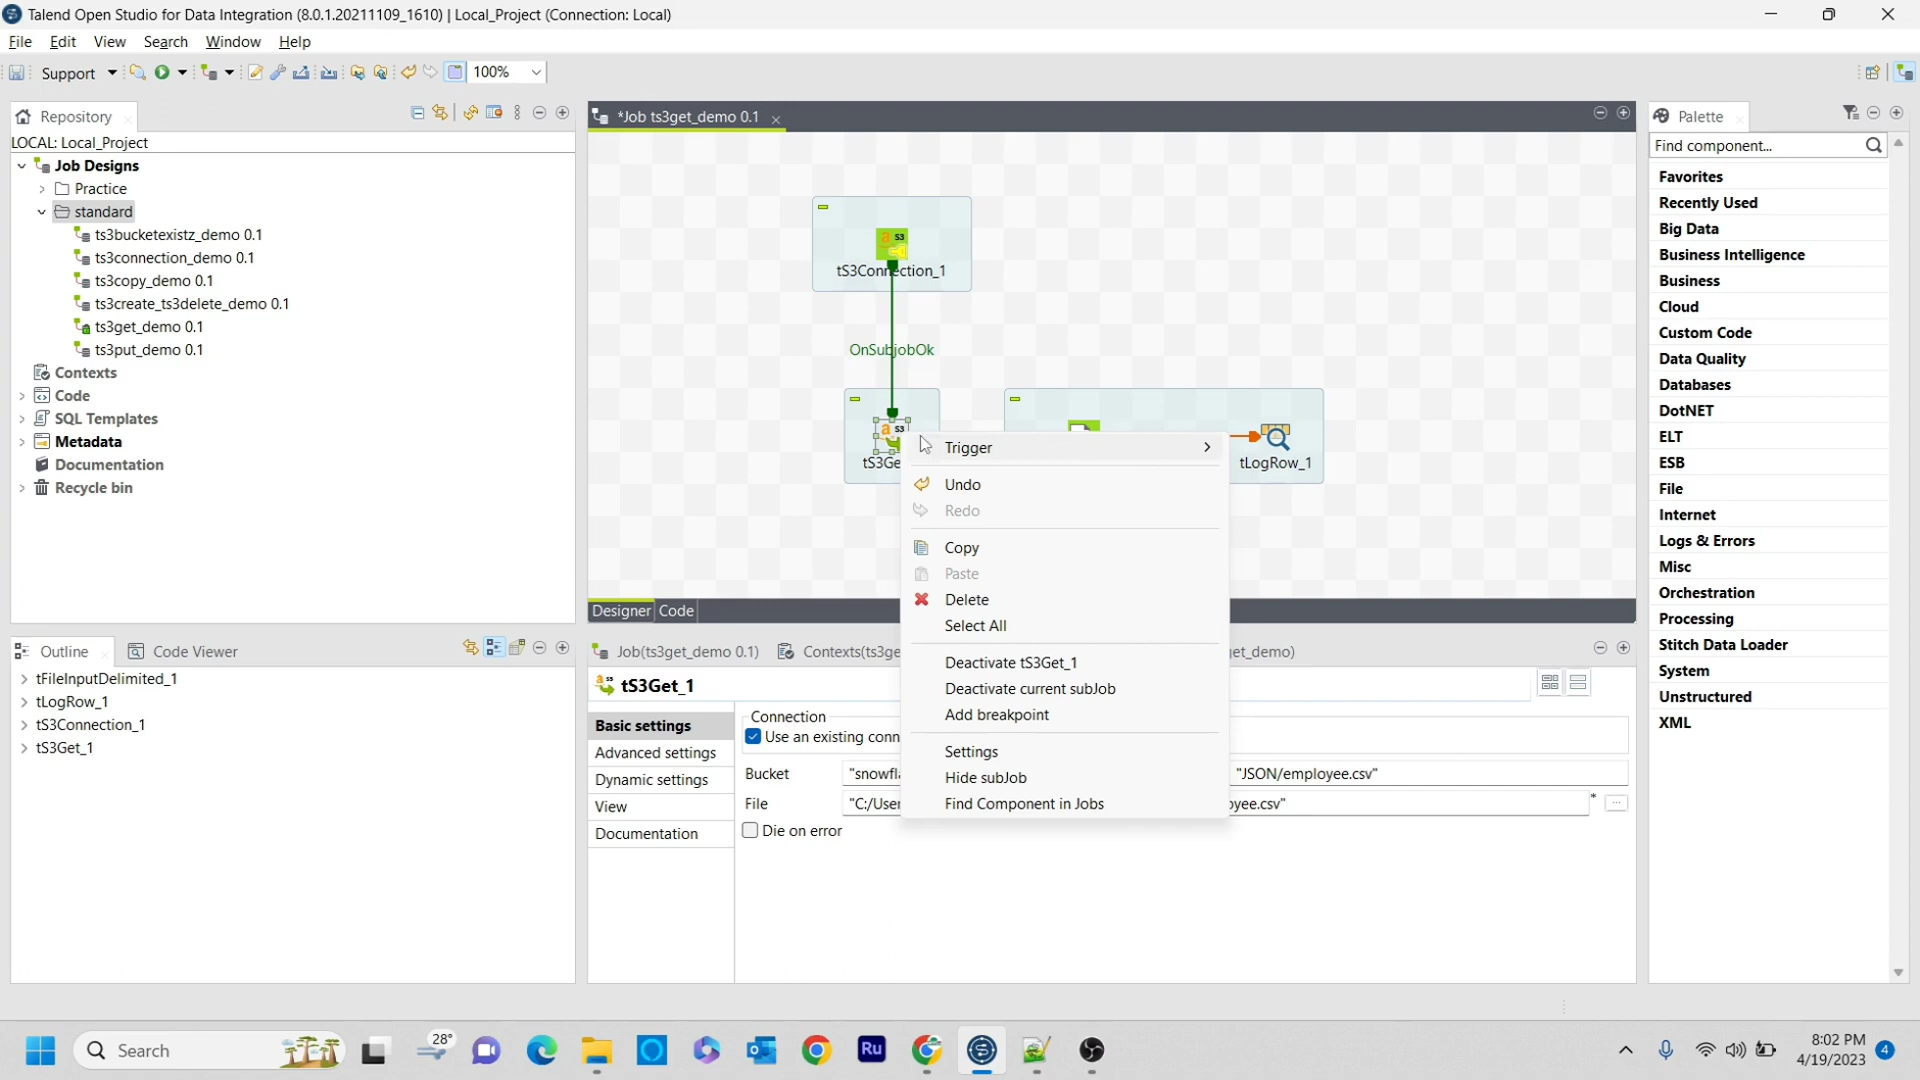 Talend Open Studio for Data Integration (8.0.1.20211109_1610) | Local_Project (Connection: Local)
File Edit View Search Window Help
Support 100%
Repository
LOCAL: Local_Project
Job Designs
Practice
standard
ts3bucketexistz_demo 0.1
ts3connection_demo 0.1
ts3copy_demo 0.1
ts3create_ts3delete_demo 0.1
ts3get_demo 0.1
ts3put_demo 0.1
Contexts
Code
SQL Templates
Metadata
Documentation
Recycle bin
Outline Code Viewer
tFileInputDelimited_1
tLogRow_1
tS3Connection_1
tS3Get_1
*Job ts3get_demo 0.1
tS3Connection_1
OnSubjobOk
tS3Ge
tLogRow_1
Trigger
Undo
Redo
Copy
Paste
Delete
Select All
Deactivate tS3Get_1
Deactivate current subJob
Add breakpoint
Settings
Hide subJob
Find Component in Jobs
Designer Code
Job(ts3get_demo 0.1) Contexts(ts3ge et_demo)
tS3Get_1
Basic settings
Advanced settings
Dynamic settings
View
Documentation
Connection
Use an existing conn
Bucket "snowfl "JSON/employee.csv"
File "C:/User yee.csv" * ...
Die on error
Palette
Find component...
Favorites
Recently Used
Big Data
Business Intelligence
Business
Cloud
Custom Code
Data Quality
Databases
DotNET
ELT
ESB
File
Internet
Logs & Errors
Misc
Orchestration
Processing
Stitch Data Loader
System
Unstructured
XML
Search
28°
Ru
8:02 PM
4/19/2023
4